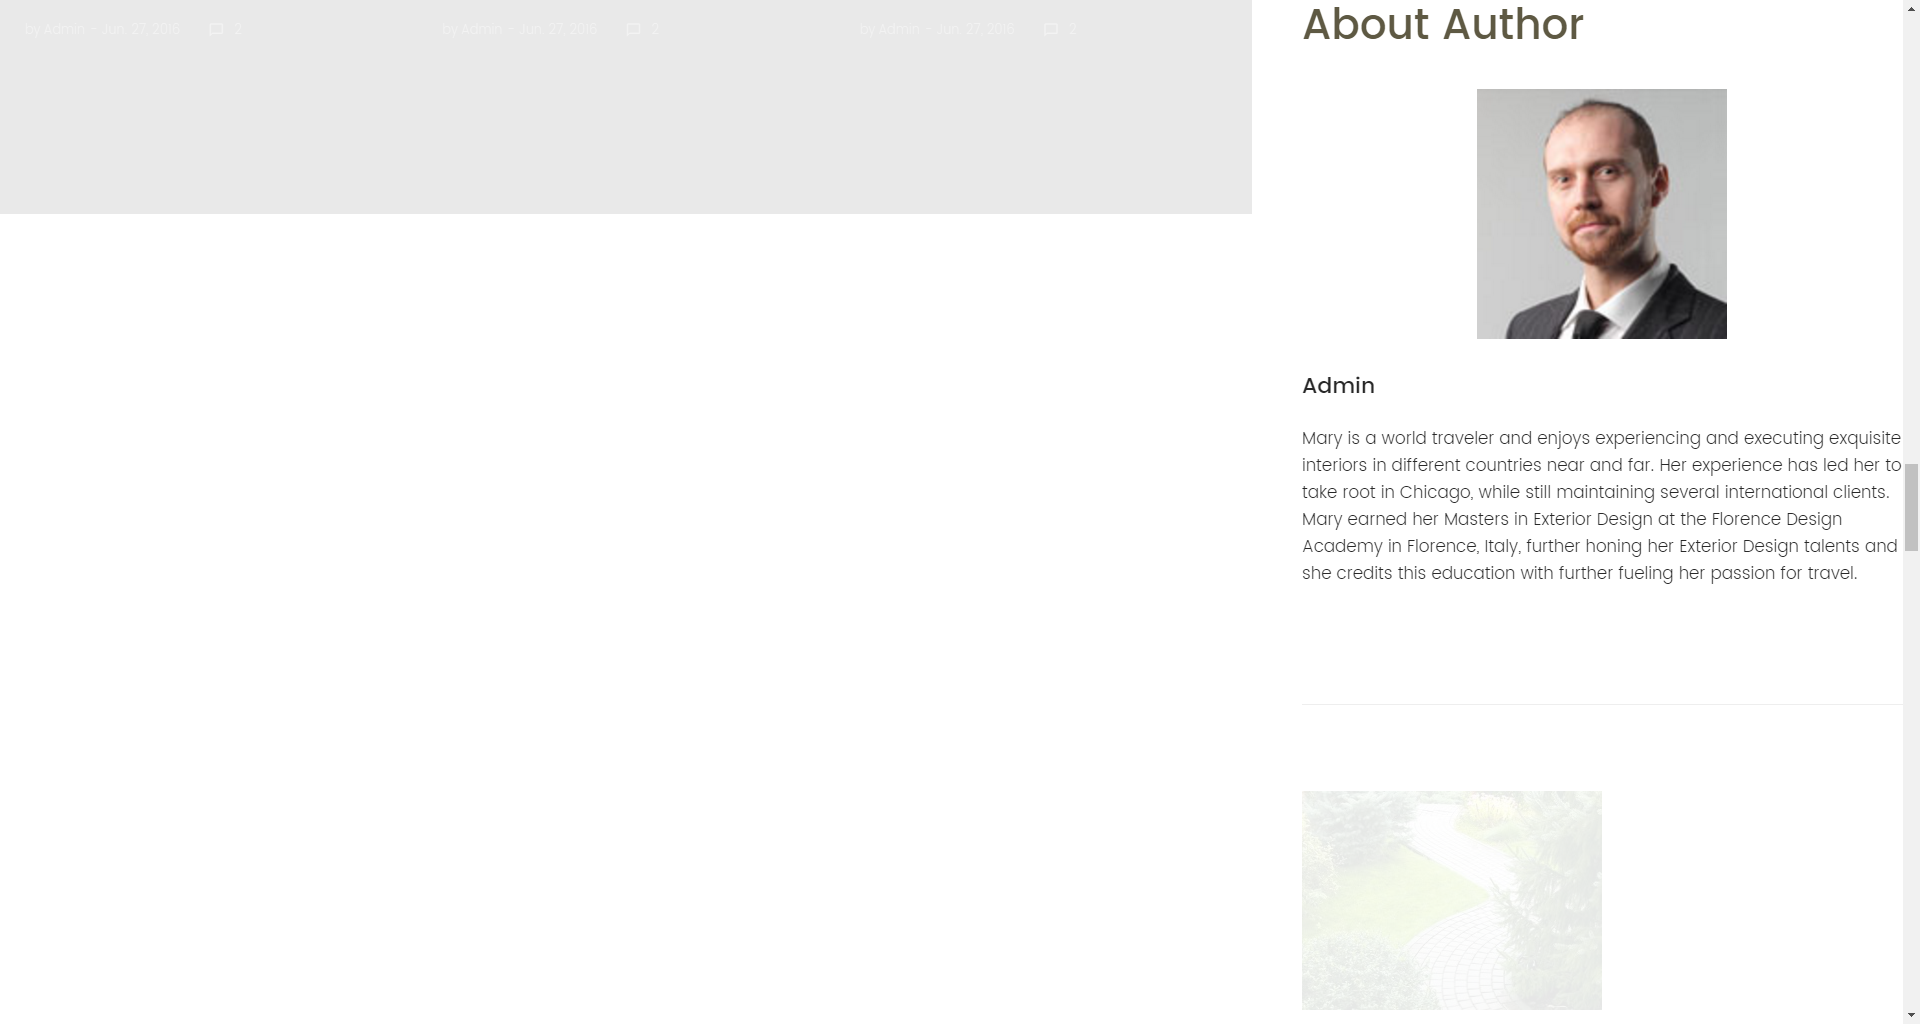 by Admin - Jun, 27, 2016 2
by Admin - Jun, 27, 2016 2
by Admin - Jun, 27, 2016 2
About Author
Admin
Mary is a world traveler and enjoys experiencing and executing exquisite
interiors in different countries near and far. Her experience has led her to
take root in Chicago, while still maintaining several international clients.
Mary earned her Masters in Exterior Design at the Florence Design
Academy in Florence, Italy, further honing her Exterior Design talents and
she credits this education with further fueling her passion for travel.